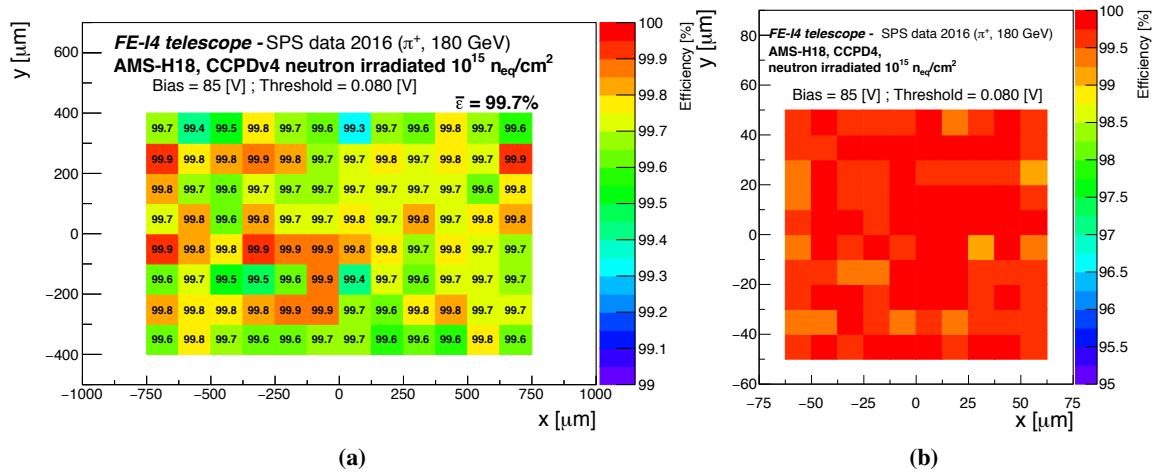 y [μm]
600
400
200
0
−200
−400
−1000 −750 −500 −250 0 250 500 750 1000
x [μm]
FE-I4 telescope - SPS data 2016 (π+, 180 GeV)
AMS-H18, CCPDv4 neutron irradiated 10^15 n_eq/cm^2
Bias = 85 [V] ; Threshold = 0.080 [V]
ε̄ = 99.7%
99.7 99.4 99.5 99.8 99.7 99.6 99.3 99.7 99.6 99.8 99.7 99.6
99.9 99.8 99.8 99.9 99.8 99.7 99.7 99.8 99.7 99.8 99.7 99.9
99.8 99.7 99.6 99.7 99.7 99.7 99.7 99.7 99.7 99.7 99.6 99.8
99.7 99.8 99.6 99.8 99.7 99.7 99.7 99.8 99.8 99.7 99.8 99.8
99.9 99.8 99.8 99.9 99.9 99.9 99.8 99.8 99.7 99.8 99.7 99.7
99.6 99.7 99.5 99.5 99.6 99.9 99.4 99.7 99.6 99.7 99.7 99.7
99.8 99.8 99.8 99.8 99.9 99.9 99.7 99.6 99.8 99.8 99.7 99.7
99.6 99.8 99.7 99.6 99.7 99.7 99.7 99.6 99.6 99.6 99.8 99.6
Efficiency [%]
100
99.9
99.8
99.7
99.6
99.5
99.4
99.3
99.2
99.1
99
(a)
y [μm]
80
60
40
20
0
−20
−40
−60
−75 −50 −25 0 25 50 75
x [μm]
FE-I4 telescope - SPS data 2016 (π+, 180 GeV)
AMS-H18, CCPD4,
neutron irradiated 10^15 n_eq/cm^2
Bias = 85 [V] ; Threshold = 0.080 [V]
Efficiency [%]
100
99.5
99
98.5
98
97.5
97
96.5
96
95.5
95
(b)